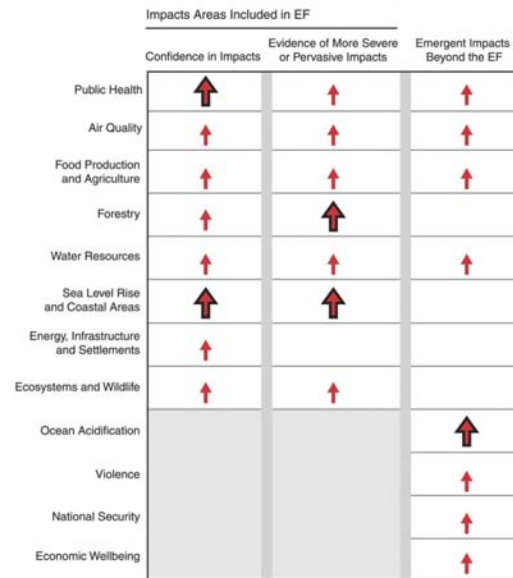 Impacts Areas Included in EF
Confidence in Impacts
Evidence of More Severe
or Pervasive Impacts
Emergent Impacts
Beyond the EF
Public Health
Air Quality
Food Production
and Agriculture
Forestry
Water Resources
Sea Level Rise
and Coastal Areas
Energy, Infrastructure
and Settlements
Ecosystems and Wildlife
Ocean Acidification
Violence
National Security
Economic Wellbeing